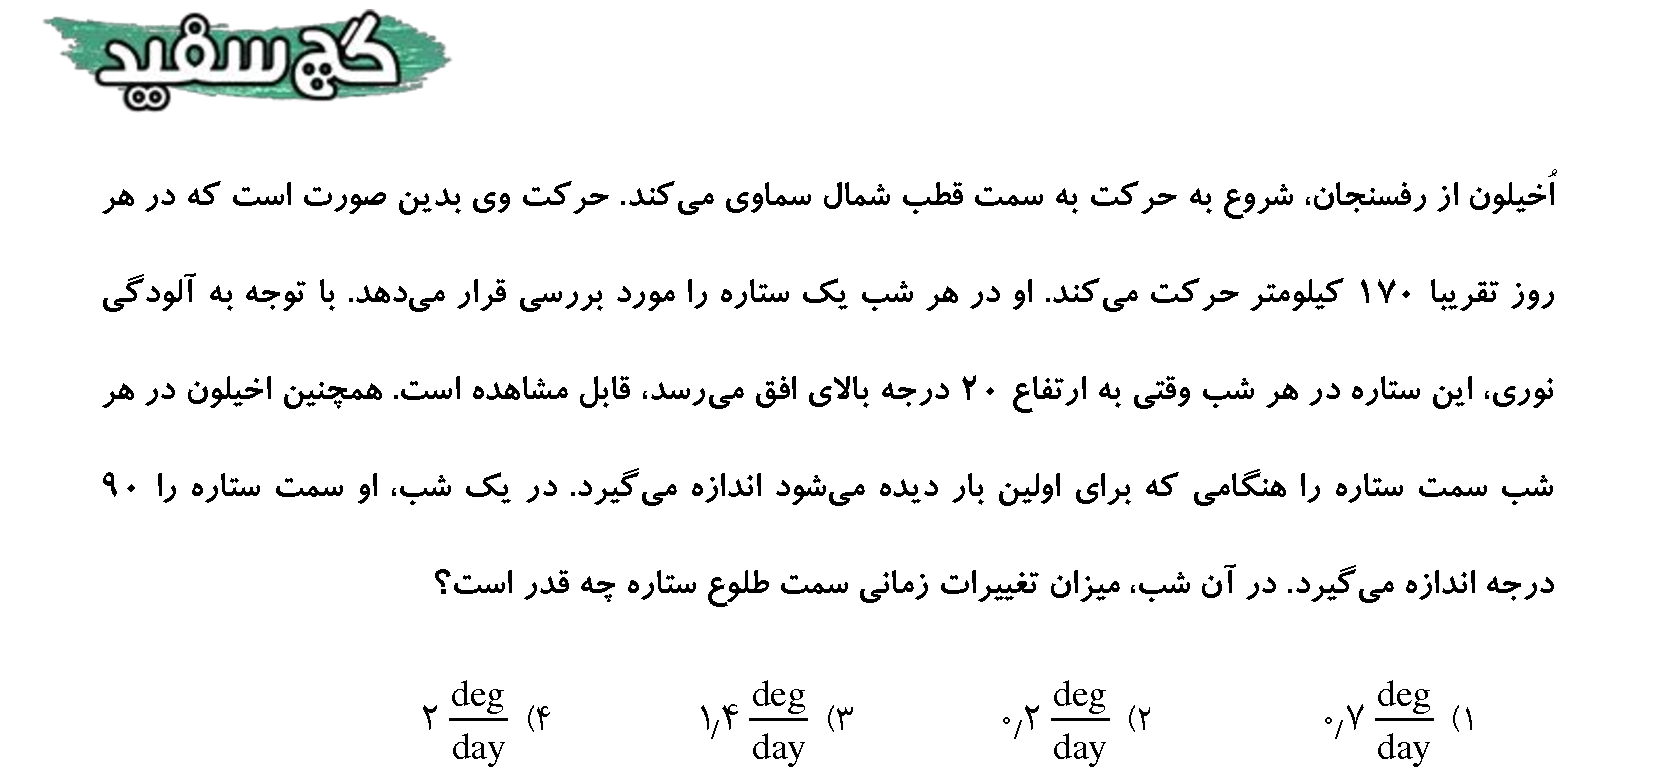 گچ سفید
اُخیلون از رفسنجان، شروع به حرکت به سمت قطب شمال سماوی می‌کند. حرکت وی بدین صورت است که در هر
روز تقریبا ۱۷۰ کیلومتر حرکت می‌کند. او در هر شب یک ستاره را مورد بررسی قرار می‌دهد. با توجه به آلودگی
نوری، این ستاره در هر شب وقتی به ارتفاع ۲۰ درجه بالای افق می‌رسد، قابل مشاهده است. همچنین اخیلون در هر
شب سمت ستاره را هنگامی که برای اولین بار دیده می‌شود اندازه می‌گیرد. در یک شب، او سمت ستاره را ۹۰
درجه اندازه می‌گیرد. در آن شب، میزان تغییرات زمانی سمت طلوع ستاره چه قدر است؟
۱) ۰٫۷ deg/day ۲) ۰٫۲ deg/day ۳) ۱٫۴ deg/day ۴) ۲ deg/day